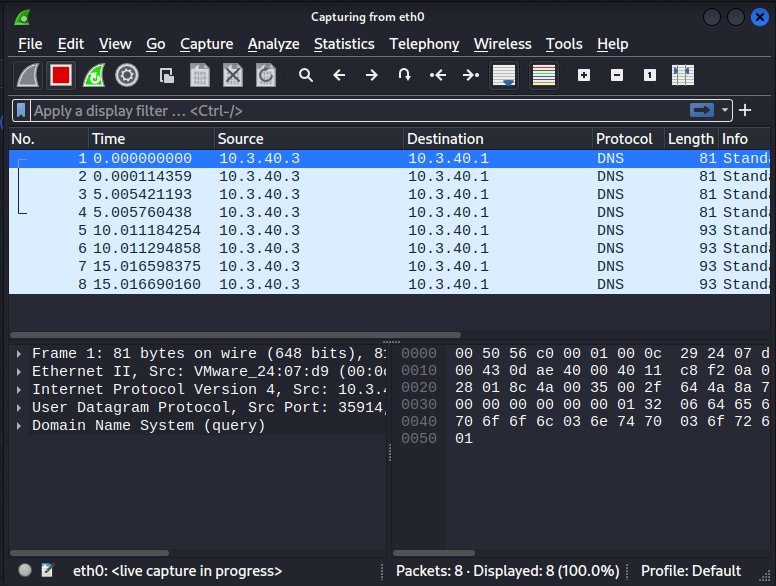 Capturing from eth0
File Edit View Go Capture Analyze Statistics Telephony Wireless Tools Help
Apply a display filter ... <Ctrl-/>
No. Time Source Destination Protocol Length Info
1 0.000000000 10.3.40.3 10.3.40.1 DNS 81 Standa
2 0.000114359 10.3.40.3 10.3.40.1 DNS 81 Standa
3 5.005421193 10.3.40.3 10.3.40.1 DNS 81 Standa
4 5.005760438 10.3.40.3 10.3.40.1 DNS 81 Standa
5 10.011184254 10.3.40.3 10.3.40.1 DNS 93 Standa
6 10.011294858 10.3.40.3 10.3.40.1 DNS 93 Standa
7 15.016598375 10.3.40.3 10.3.40.1 DNS 93 Standa
8 15.016690160 10.3.40.3 10.3.40.1 DNS 93 Standa
Frame 1: 81 bytes on wire (648 bits), 81
Ethernet II, Src: VMware_24:07:d9 (00:0c
Internet Protocol Version 4, Src: 10.3.4
User Datagram Protocol, Src Port: 35914,
Domain Name System (query)
0000 00 50 56 c0 00 01 00 0c 29 24 07 d
0010 00 43 0d ae 40 00 40 11 c8 f2 0a 0
0020 28 01 8c 4a 00 35 00 2f 64 4a 8a 7
0030 00 00 00 00 00 00 01 32 06 64 65 6
0040 70 6f 6f 6c 03 6e 74 70 03 6f 72 6
0050 01
eth0: <live capture in progress>
Packets: 8 · Displayed: 8 (100.0%)
Profile: Default